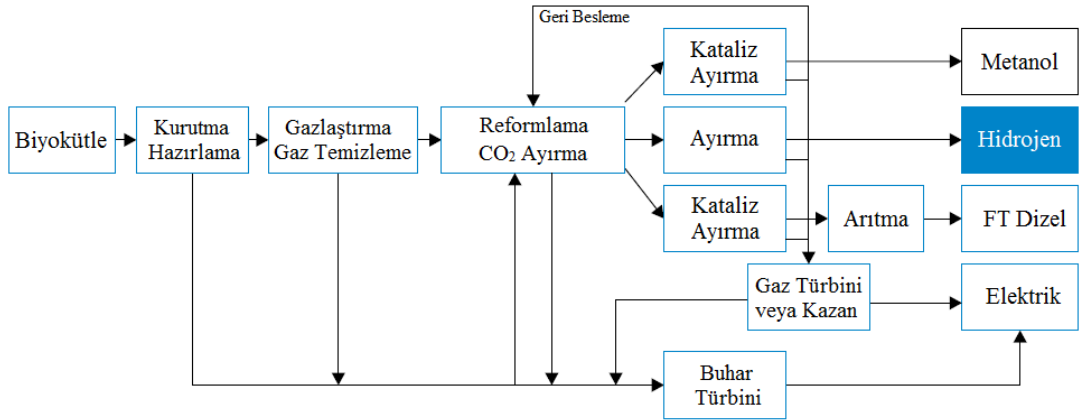 Geri Besleme
Kataliz
Ayırma
Metanol
Biyokütle
Kurutma
Hazırlama
Gazlaştırma
Gaz Temizleme
Reformlama
CO₂ Ayırma
Ayırma
Hidrojen
Kataliz
Ayırma
Arıtma
FT Dizel
Gaz Türbini
veya Kazan
Elektrik
Buhar
Türbini